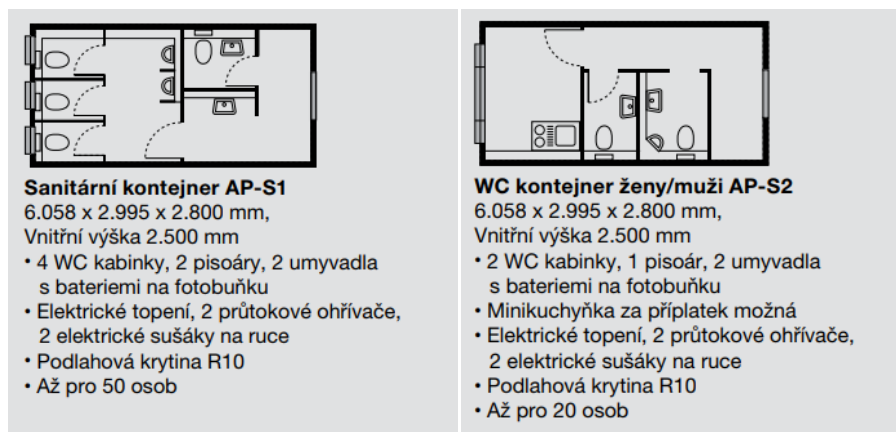 Sanitární kontejner AP-S1
6.058 x 2.995 x 2.800 mm,
Vnitřní výška 2.500 mm
• 4 WC kabinky, 2 pisoáry, 2 umyvadla
s bateriemi na fotobuňku
• Elektrické topení, 2 průtokové ohřívače,
2 elektrické sušáky na ruce
• Podlahová krytina R10
• Až pro 50 osob
WC kontejner ženy/muži AP-S2
6.058 x 2.995 x 2.800 mm,
Vnitřní výška 2.500 mm
• 2 WC kabinky, 1 pisoár, 2 umyvadla
s bateriemi na fotobuňku
• Minikuchyňka za příplatek možná
• Elektrické topení, 2 průtokové ohřívače,
2 elektrické sušáky na ruce
• Podlahová krytina R10
• Až pro 20 osob